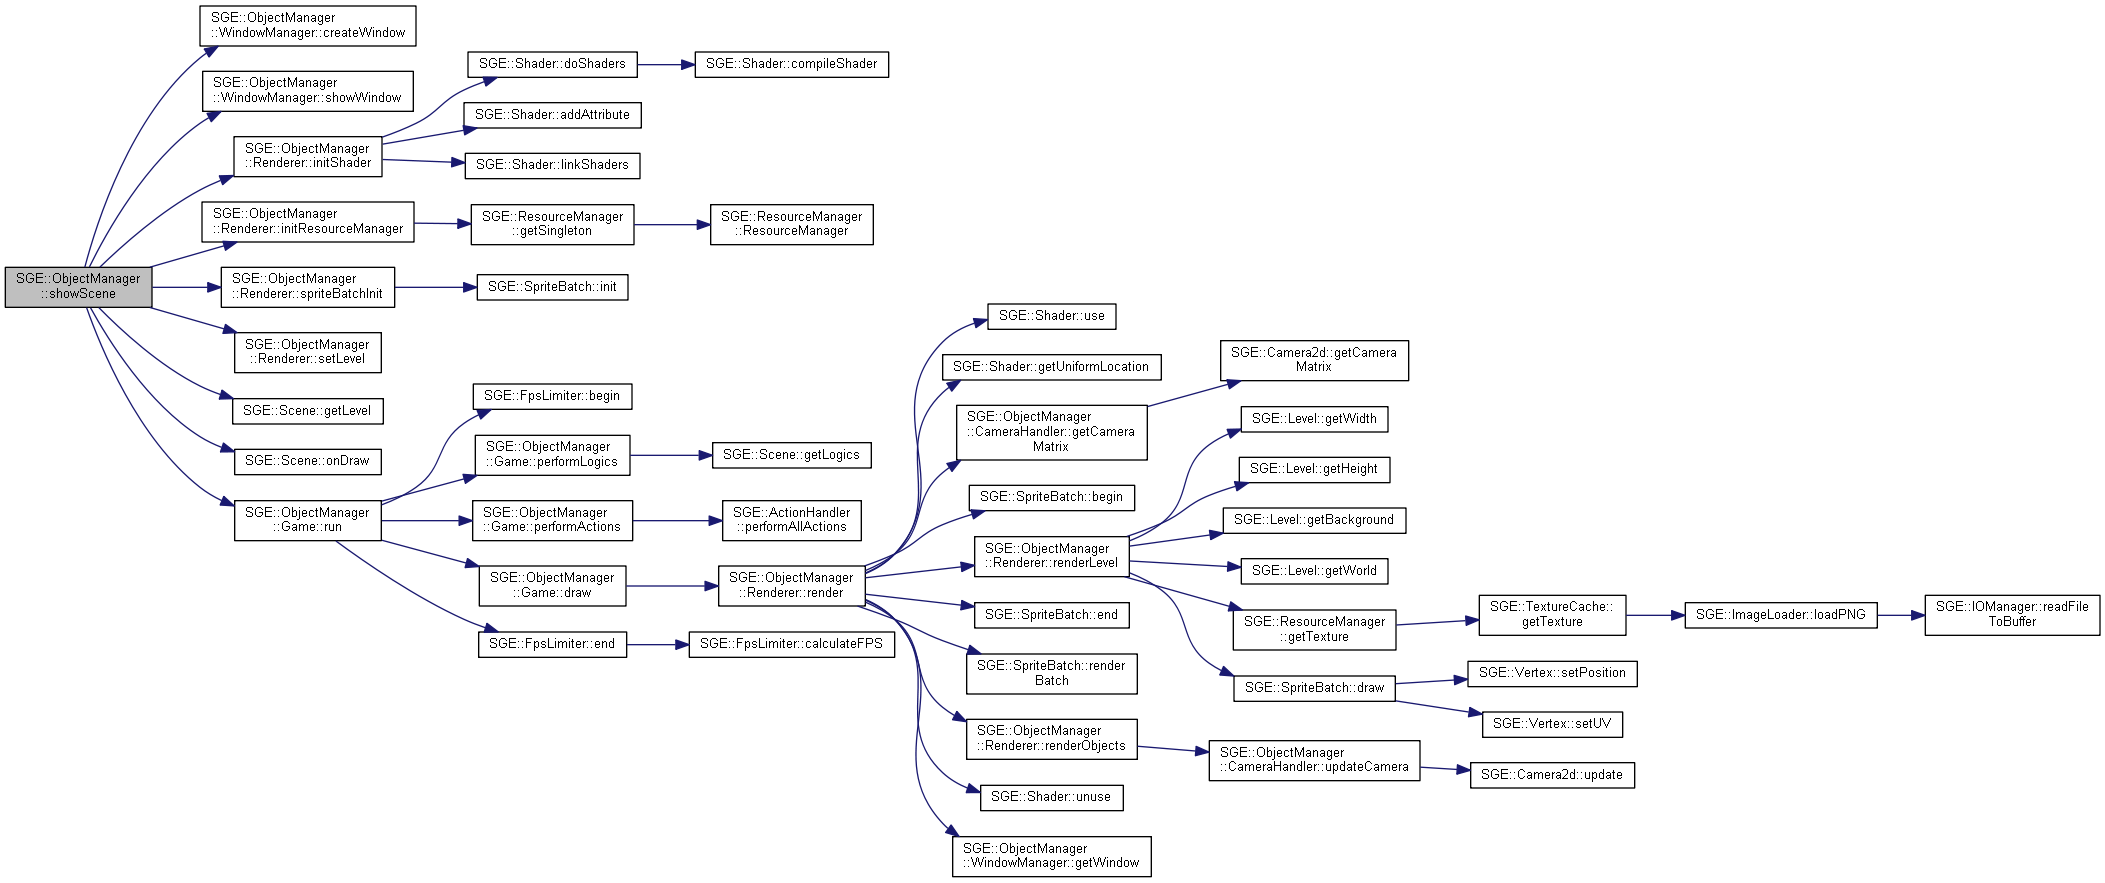 SGE::ObjectManager
::showScene
SGE::ObjectManager
::WindowManager::createWindow
SGE::ObjectManager
::WindowManager::showWindow
SGE::ObjectManager
::Renderer::initShader
SGE::ObjectManager
::Renderer::initResourceManager
SGE::ObjectManager
::Renderer::spriteBatchInit
SGE::ObjectManager
::Renderer::setLevel
SGE::Scene::getLevel
SGE::Scene::onDraw
SGE::ObjectManager
::Game::run
SGE::Shader::doShaders
SGE::Shader::addAttribute
SGE::Shader::linkShaders
SGE::ResourceManager
::getSingleton
SGE::SpriteBatch::init
SGE::FpsLimiter::begin
SGE::ObjectManager
::Game::performLogics
SGE::ObjectManager
::Game::performActions
SGE::ObjectManager
::Game::draw
SGE::FpsLimiter::end
SGE::Shader::compileShader
SGE::ResourceManager
::ResourceManager
SGE::Scene::getLogics
SGE::ActionHandler
::performAllActions
SGE::ObjectManager
::Renderer::render
SGE::FpsLimiter::calculateFPS
SGE::Shader::use
SGE::Shader::getUniformLocation
SGE::ObjectManager
::CameraHandler::getCamera
Matrix
SGE::SpriteBatch::begin
SGE::ObjectManager
::Renderer::renderLevel
SGE::SpriteBatch::end
SGE::SpriteBatch::render
Batch
SGE::ObjectManager
::Renderer::renderObjects
SGE::Shader::unuse
SGE::ObjectManager
::WindowManager::getWindow
SGE::Camera2d::getCamera
Matrix
SGE::Level::getWidth
SGE::Level::getHeight
SGE::Level::getBackground
SGE::Level::getWorld
SGE::ResourceManager
::getTexture
SGE::SpriteBatch::draw
SGE::ObjectManager
::CameraHandler::updateCamera
SGE::TextureCache::
getTexture
SGE::Vertex::setPosition
SGE::Vertex::setUV
SGE::Camera2d::update
SGE::ImageLoader::loadPNG
SGE::IOManager::readFile
ToBuffer